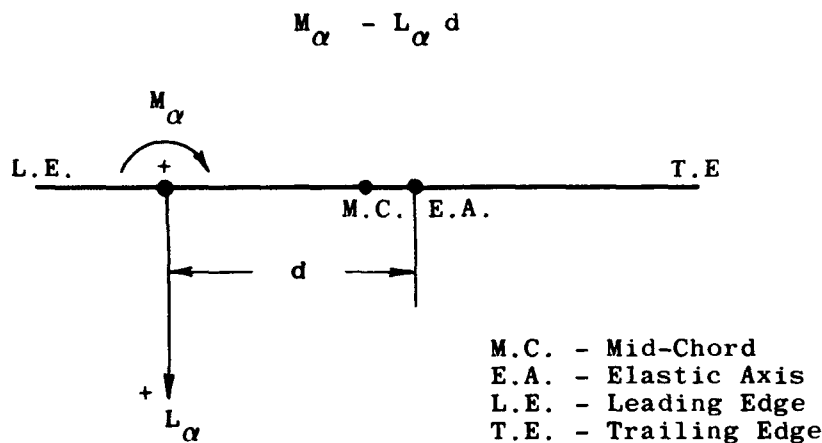 M_α - L_α d
M_α
+
L.E.
T.E
M.C. E.A.
d
+
L_α
M.C. - Mid-Chord
E.A. - Elastic Axis
L.E. - Leading Edge
T.E. - Trailing Edge